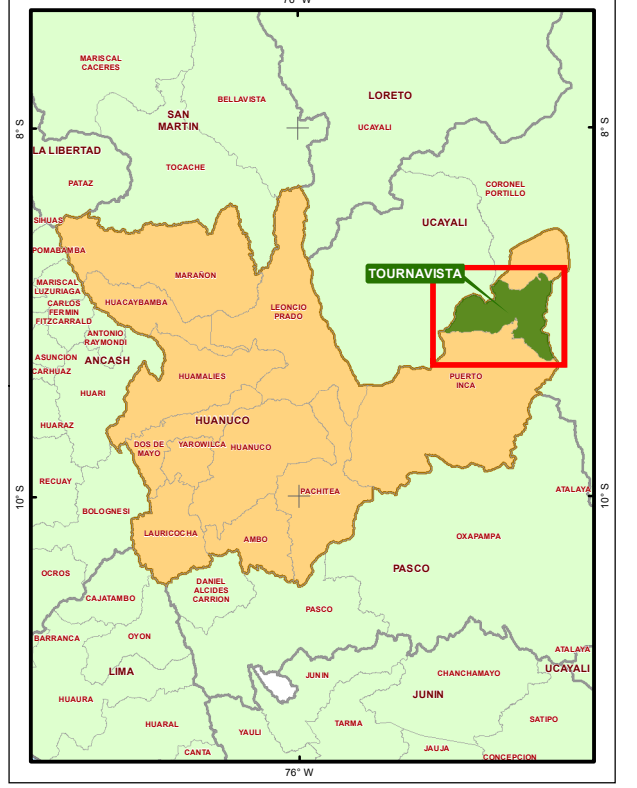 76° W
MARISCAL
CACERES
BELLAVISTA
LORETO
SAN
MARTIN
UCAYALI
8° S
8° S
LA LIBERTAD
TOCACHE
PATAZ
CORONEL
PORTILLO
SIHUAS
UCAYALI
POMABAMBA
TOURNAVISTA
MARAÑON
MARISCAL
LUZURIAGA
HUACAYBAMBA
CARLOS
FERMIN
FITZCARRALD
LEONCIO
PRADO
ANTONIO
RAYMONDI
ASUNCION
ANCASH
CARHUAZ
HUAMALIES
PUERTO
INCA
HUARI
HUANUCO
HUARAZ
DOS DE
MAYO
YAROWILCA
HUANUCO
RECUAY
PACHITEA
ATALAYA
10° S
10° S
BOLOGNESI
LAURICOCHA
AMBO
OXAPAMPA
PASCO
OCROS
DANIEL
ALCIDES
CARRION
CAJATAMBO
PASCO
BARRANCA
OYON
ATALAYA
UCAYALI
LIMA
JUNIN
CHANCHAMAYO
JUNIN
HUAURA
SATIPO
HUARAL
TARMA
YAULI
JAUJA
CANTA
CONCEPCION
76° W